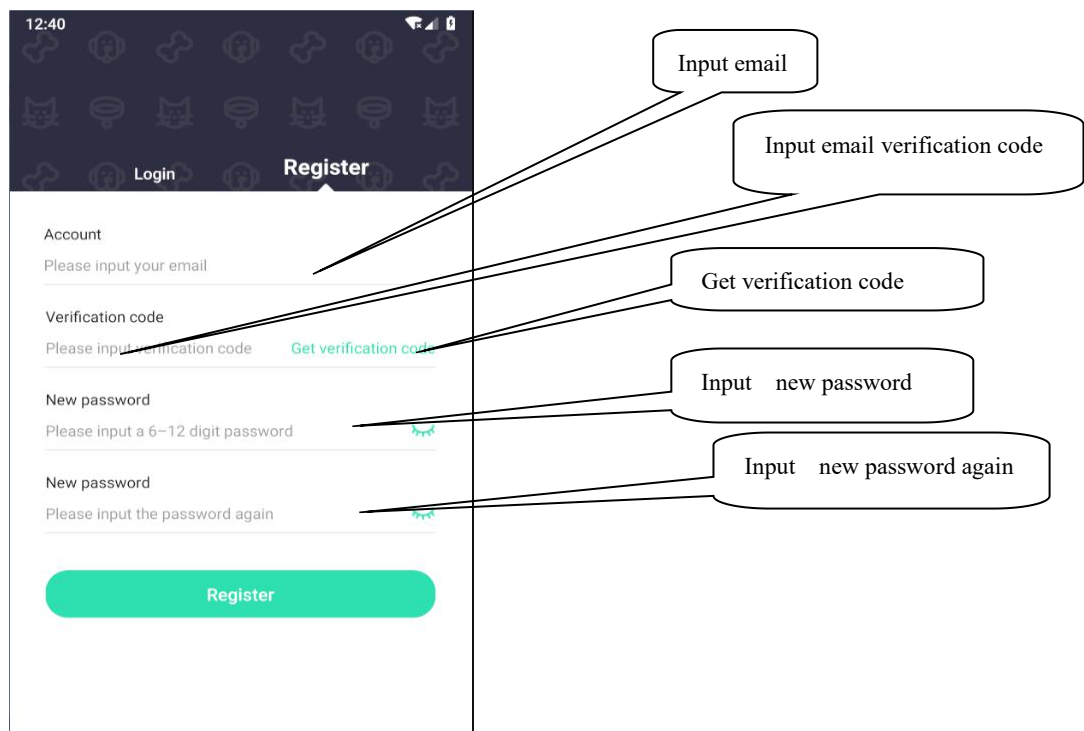 12:40
Login
Register
Account
Please input your email
Verification code
Please input verification code
Get verification code
New password
Please input a 6–12 digit password
New password
Please input the password again
Register
Input email
Input email verification code
Get verification code
Input new password
Input new password again